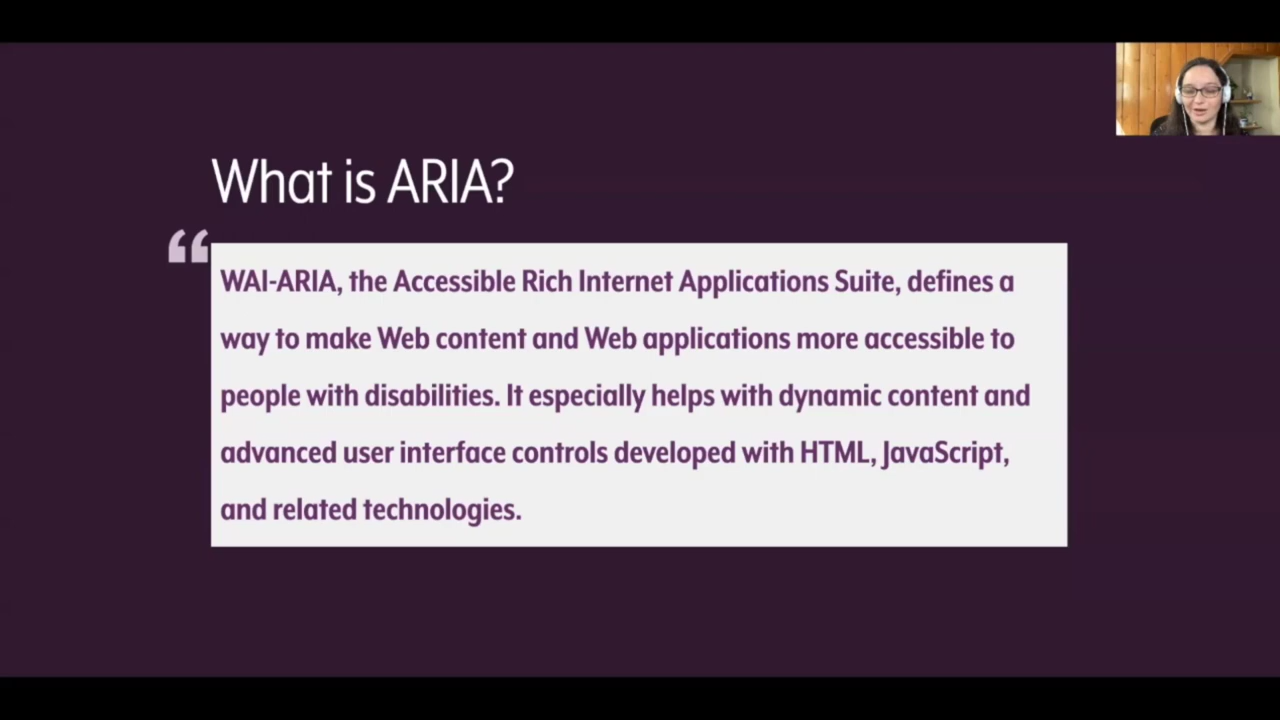 What is ARIA?
“
WAI-ARIA, the Accessible Rich Internet Applications Suite, defines a
way to make Web content and Web applications more accessible to
people with disabilities. It especially helps with dynamic content and
advanced user interface controls developed with HTML, JavaScript,
and related technologies.